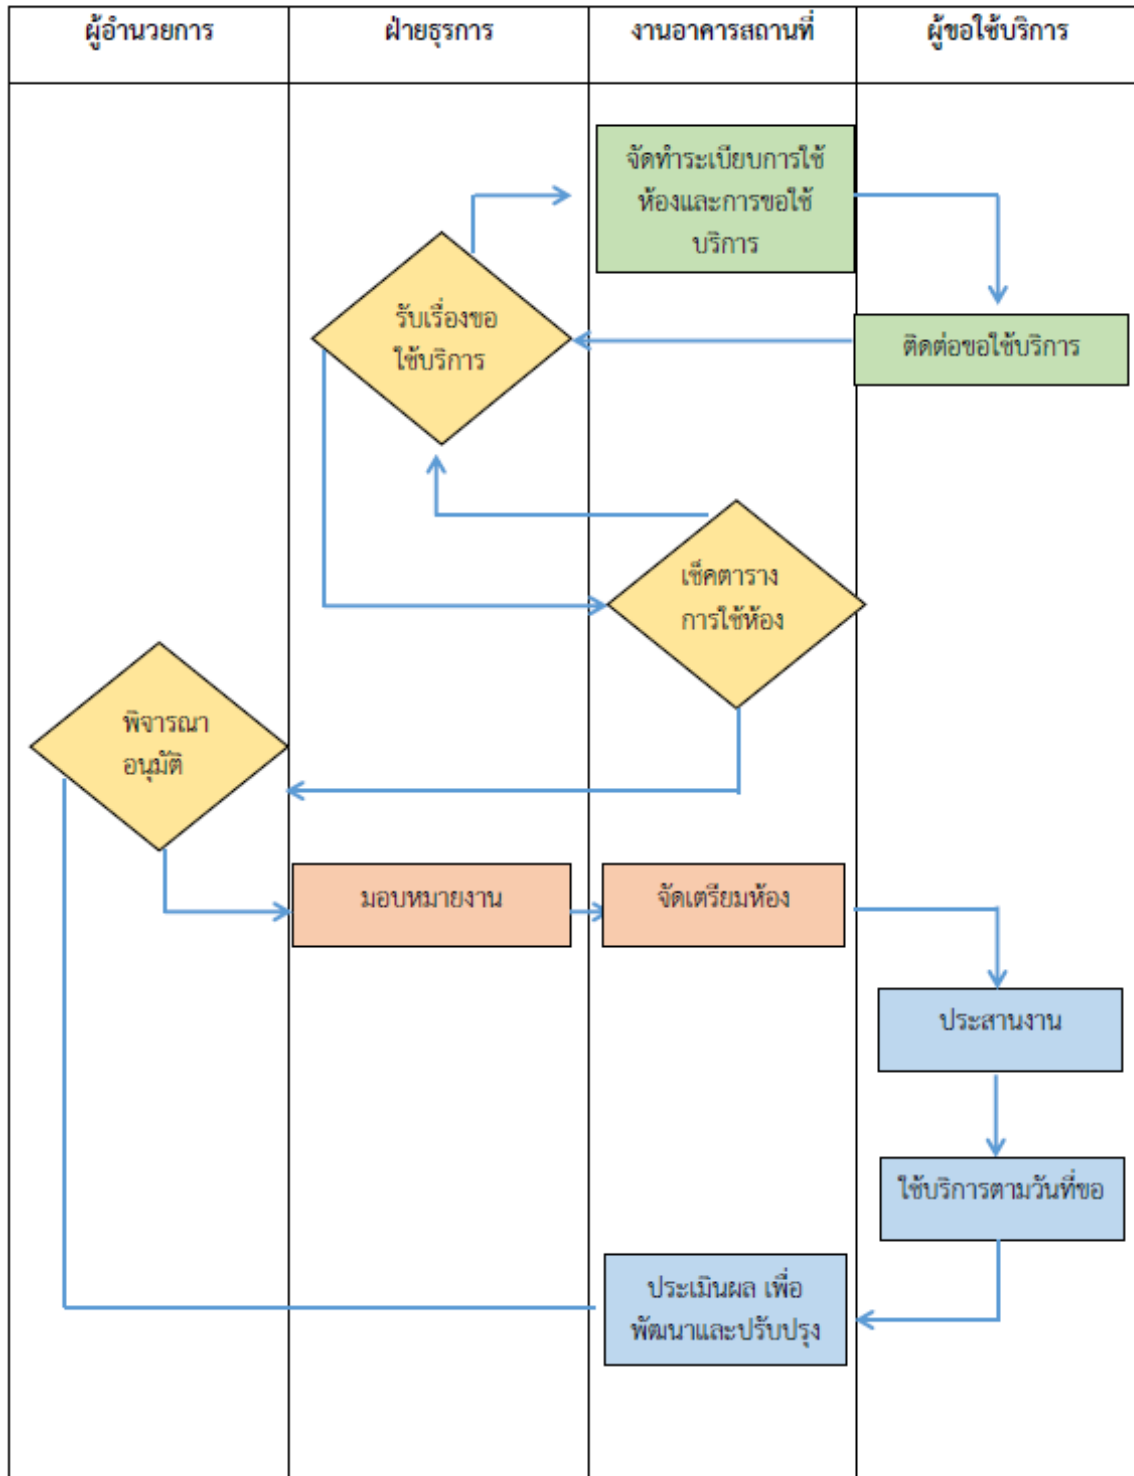 ผู้อำนวยการ
ฝ่ายธุรการ
งานอาคารสถานที่
ผู้ขอใช้บริการ
จัดทำระเบียบการใช้
ห้องและการขอใช้
บริการ
รับเรื่องขอ
ใช้บริการ
ติดต่อขอใช้บริการ
เช็คตาราง
การใช้ห้อง
พิจารณา
อนุมัติ
มอบหมายงาน
จัดเตรียมห้อง
ประสานงาน
ใช้บริการตามวันที่ขอ
ประเมินผล เพื่อ
พัฒนาและปรับปรุง